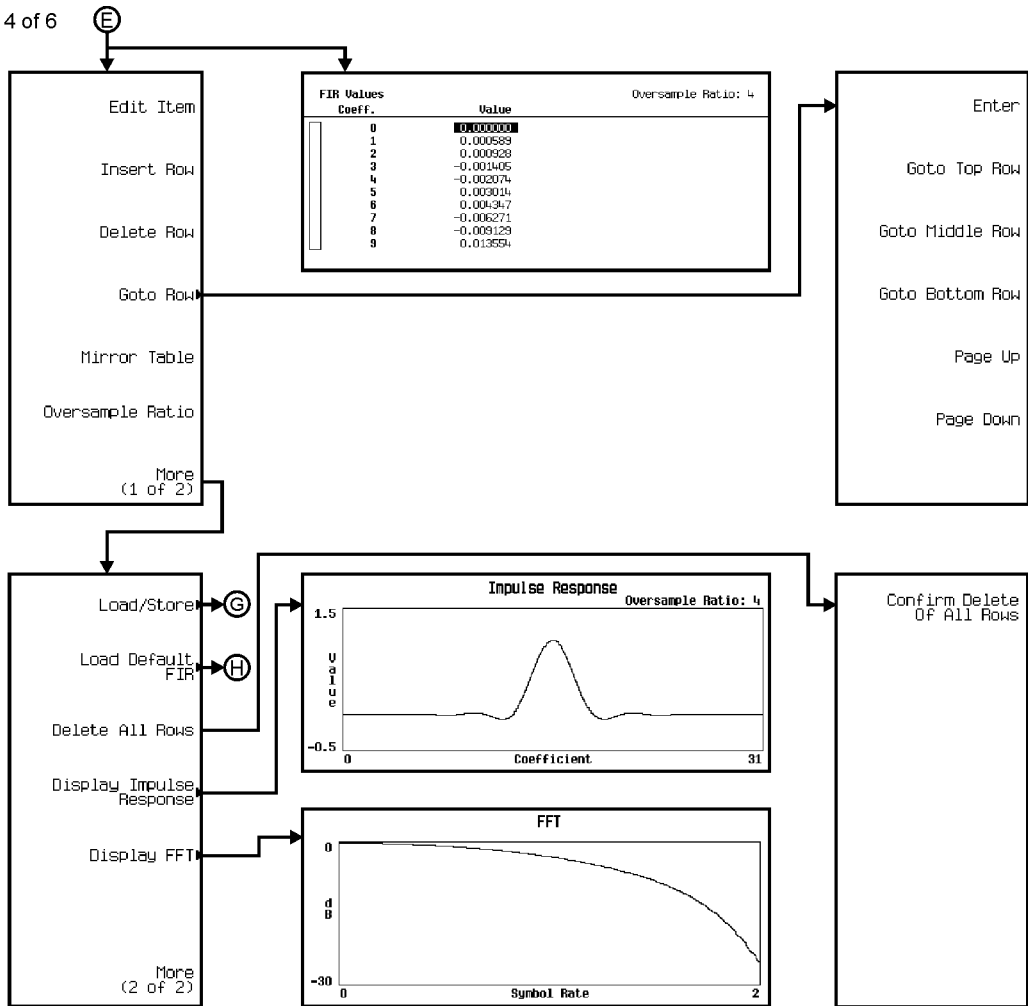 4 of 6
E
Edit Item
Insert Row
Delete Row
Goto Row
Mirror Table
Oversample Ratio
More
(1 of 2)
FIR Values
Oversample Ratio: 4
Coeff. Value
0 0.000000
1 0.000589
2 0.000928
3 -0.001405
4 -0.002074
5 0.003014
6 0.004347
7 -0.006271
8 -0.009129
9 0.013554
Enter
Goto Top Row
Goto Middle Row
Goto Bottom Row
Page Up
Page Down
Load/Store
G
Load Default
FIR
H
Delete All Rows
Display Impulse
Response
Display FFT
More
(2 of 2)
Impulse Response
Oversample Ratio: 4
1.5
Value
-0.5
0 Coefficient 31
FFT
0
dB
-30
0 Symbol Rate 2
Confirm Delete
Of All Rows